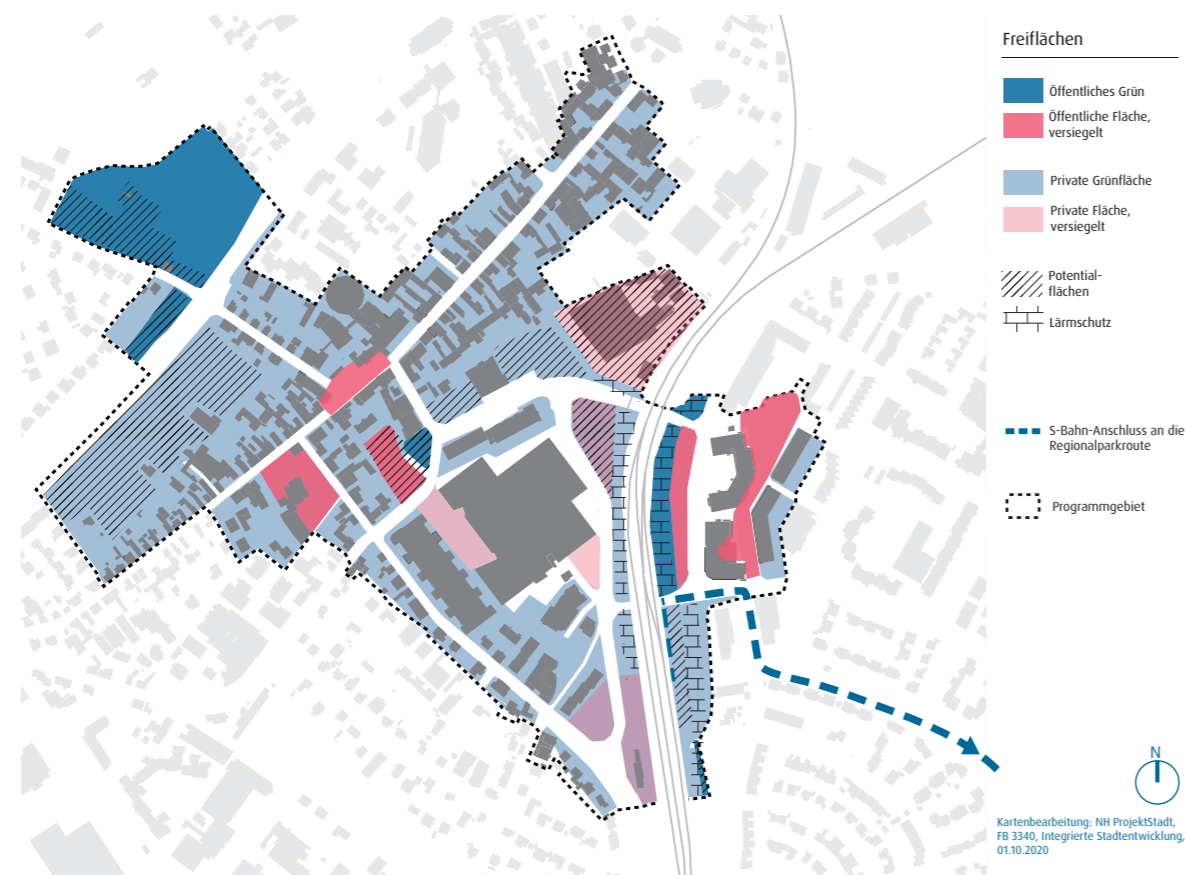 Freiflächen
Öffentliches Grün
Öffentliche Fläche,
versiegelt
Private Grünfläche
Private Fläche,
versiegelt
Potential-
flächen
Lärmschutz
S-Bahn-Anschluss an die
Regionalparkroute
Programmgebiet
N
Kartenbearbeitung: NH ProjektStadt,
FB 3340, Integrierte Stadtentwicklung,
01.10.2020